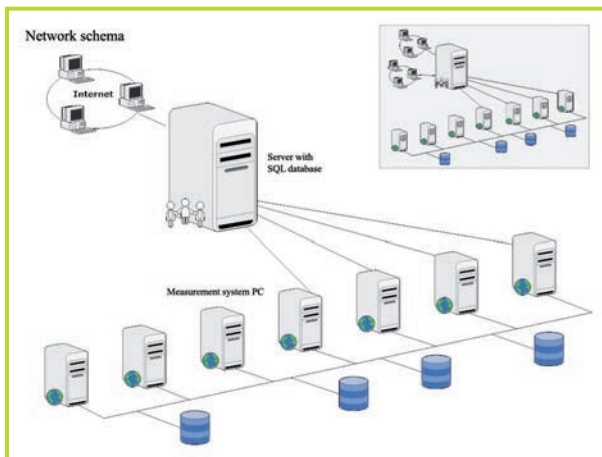 Network schema
Internet
Server with
SQL database
Measurement system PC